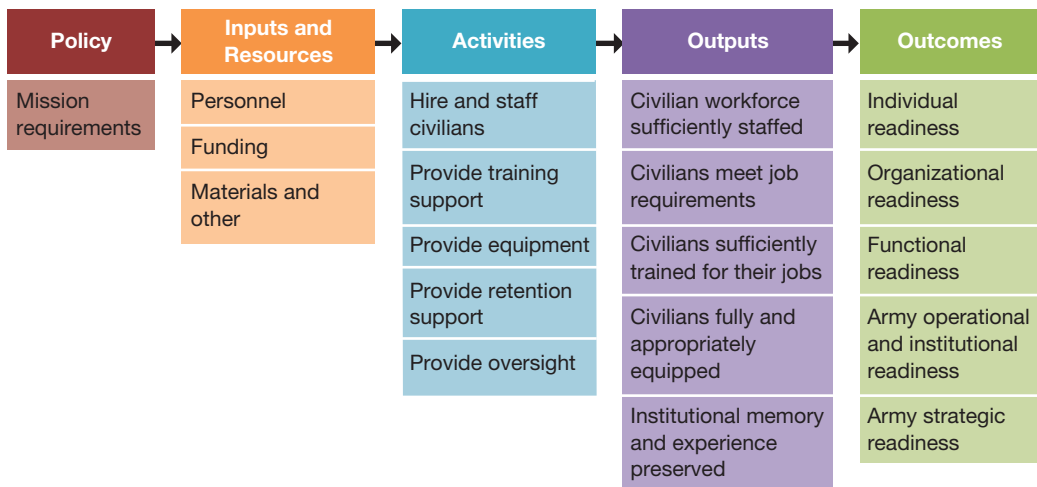 Policy
Inputs and
Resources
Activities
Outputs
Outcomes
Mission
requirements
Personnel
Funding
Materials and
other
Hire and staff
civilians
Provide training
support
Provide equipment
Provide retention
support
Provide oversight
Civilian workforce
sufficiently staffed
Civilians meet job
requirements
Civilians sufficiently
trained for their jobs
Civilians fully and
appropriately
equipped
Institutional memory
and experience
preserved
Individual
readiness
Organizational
readiness
Functional
readiness
Army operational
and institutional
readiness
Army strategic
readiness